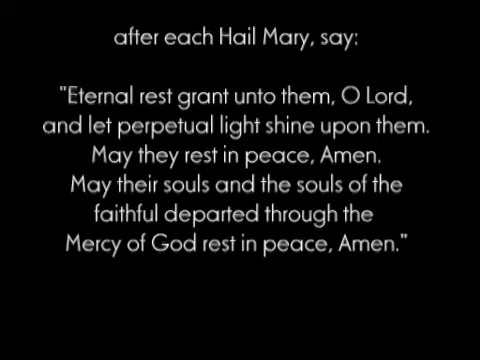 after each Hail Mary, say:
"Eternal rest grant unto them, O Lord,
and let perpetual light shine upon them.
May they rest in peace, Amen.
May their souls and the souls of the
faithful departed through the
Mercy of God rest in peace, Amen."